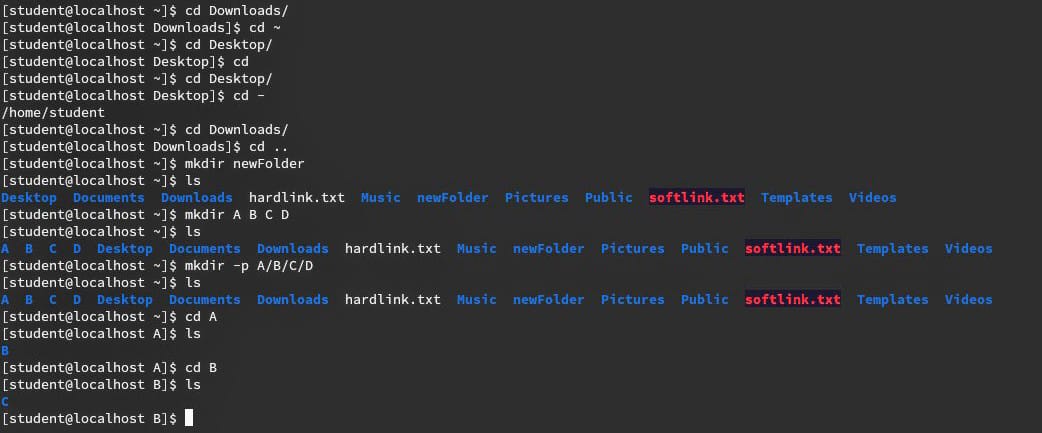 [student@localhost ~]$ cd Downloads/
[student@localhost Downloads]$ cd ~
[student@localhost ~]$ cd Desktop/
[student@localhost Desktop]$ cd
[student@localhost ~]$ cd Desktop/
[student@localhost Desktop]$ cd -
/home/student
[student@localhost ~]$ cd Downloads/
[student@localhost Downloads]$ cd ..
[student@localhost ~]$ mkdir newFolder
[student@localhost ~]$ ls
Desktop  Documents  Downloads  hardlink.txt  Music  newFolder  Pictures  Public  softlink.txt  Templates  Videos
[student@localhost ~]$ mkdir A B C D
[student@localhost ~]$ ls
A  B  C  D  Desktop  Documents  Downloads  hardlink.txt  Music  newFolder  Pictures  Public  softlink.txt  Templates  Videos
[student@localhost ~]$ mkdir -p A/B/C/D
[student@localhost ~]$ ls
A  B  C  D  Desktop  Documents  Downloads  hardlink.txt  Music  newFolder  Pictures  Public  softlink.txt  Templates  Videos
[student@localhost ~]$ cd A
[student@localhost A]$ ls
B
[student@localhost A]$ cd B
[student@localhost B]$ ls
C
[student@localhost B]$